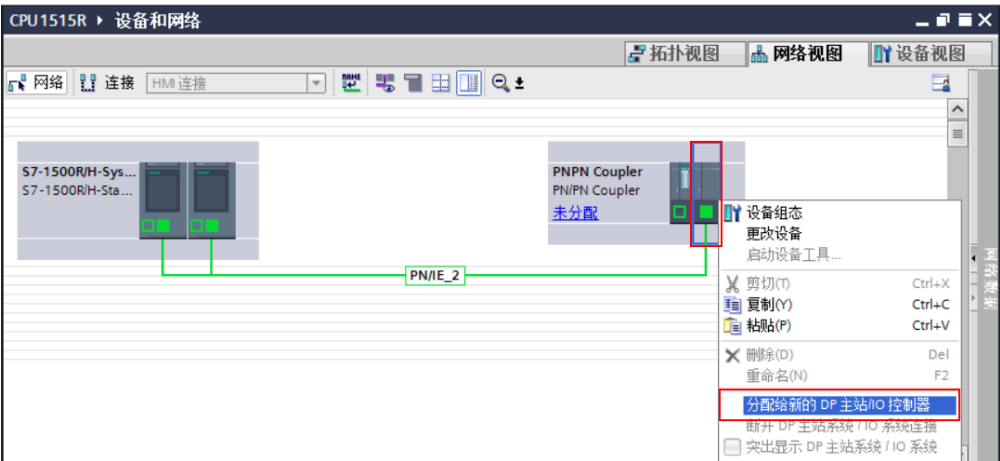 CPU1515R ▸ 设备和网络
拓扑视图 网络视图 设备视图
网络 连接 HMI 连接
S7-1500R/H-Sys...
S7-1500R/H-Sta...
PNPN Coupler
PN/PN Coupler
未分配
PN/IE_2
设备组态
更改设备
启动设备工具...
剪切(T) Ctrl+X
复制(Y) Ctrl+C
粘贴(P) Ctrl+V
删除(D) Del
重命名(N) F2
分配给新的 DP 主站/IO 控制器
断开 DP 主站系统 / IO 系统连接
突出显示 DP 主站系统 / IO 系统
网络数据